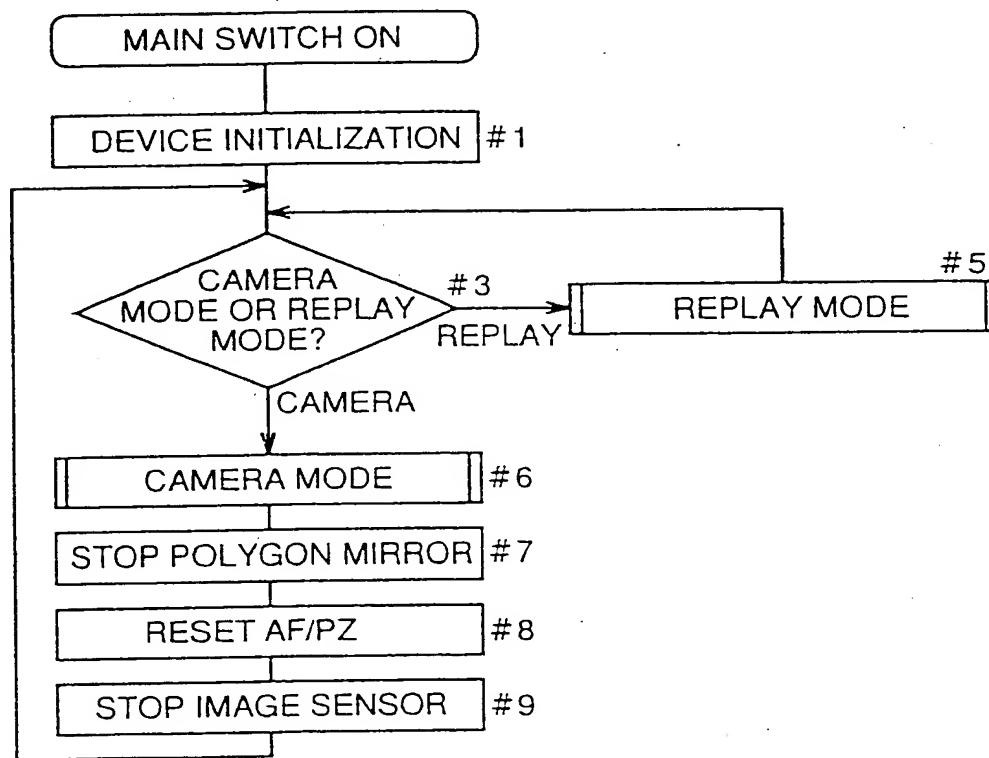 MAIN SWITCH ON
DEVICE INITIALIZATION #1
CAMERA
MODE OR REPLAY
MODE?
#3
REPLAY
#5
REPLAY MODE
CAMERA
CAMERA MODE #6
STOP POLYGON MIRROR #7
RESET AF/PZ #8
STOP IMAGE SENSOR #9